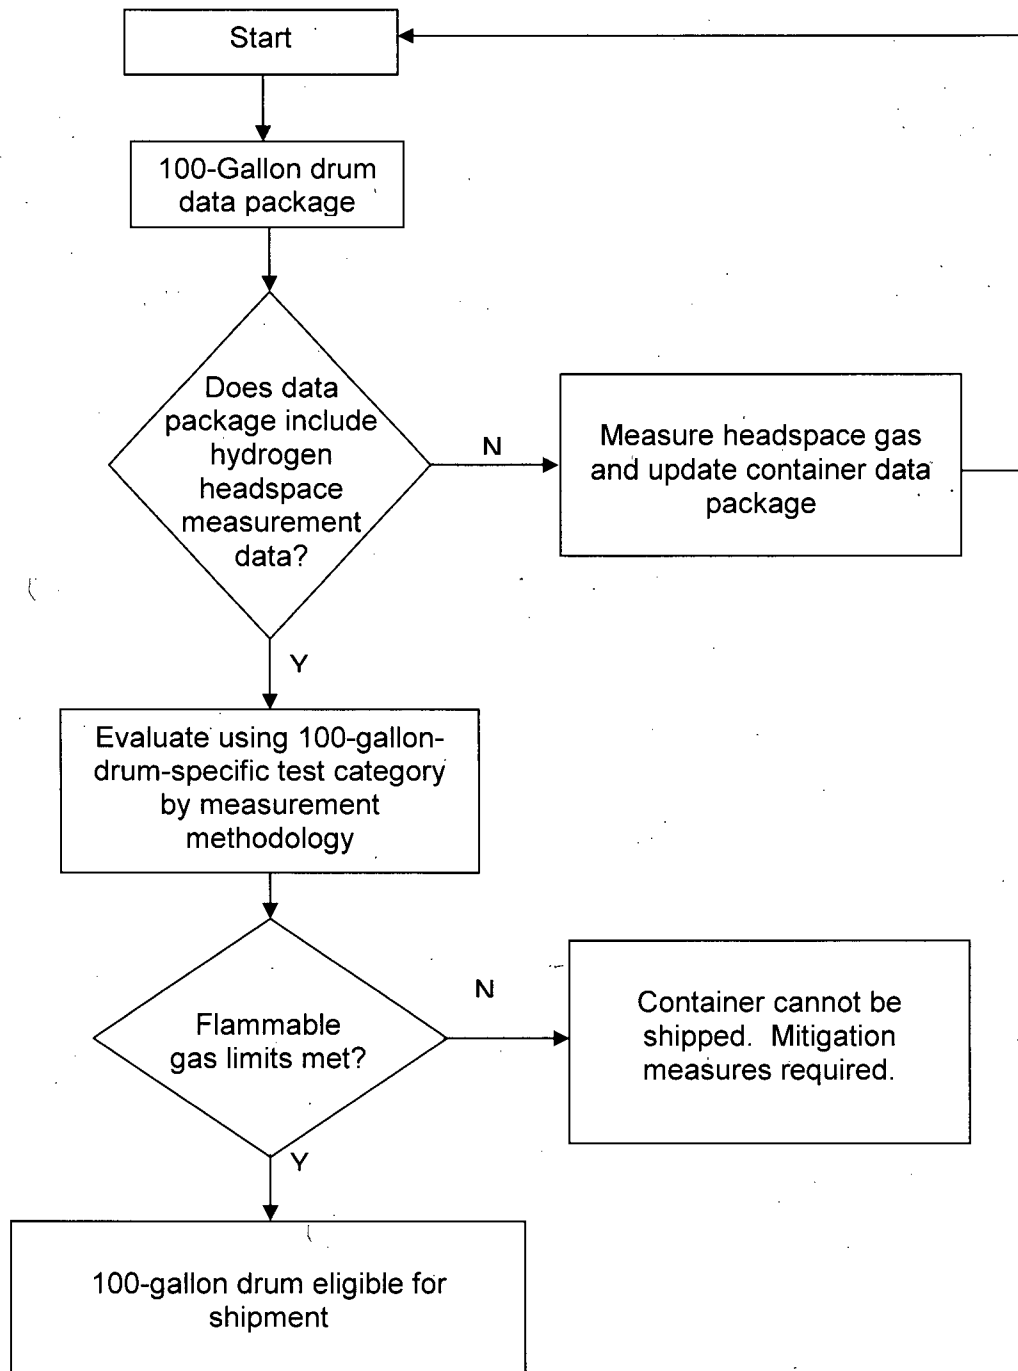 Start
100-Gallon drum
data package
Does data
package include
hydrogen
headspace
measurement
data?
N
Measure headspace gas
and update container data
package
Y
Evaluate using 100-gallon-
drum-specific test category
by measurement
methodology
Flammable
gas limits met?
N
Container cannot be
shipped. Mitigation
measures required.
Y
100-gallon drum eligible for
shipment